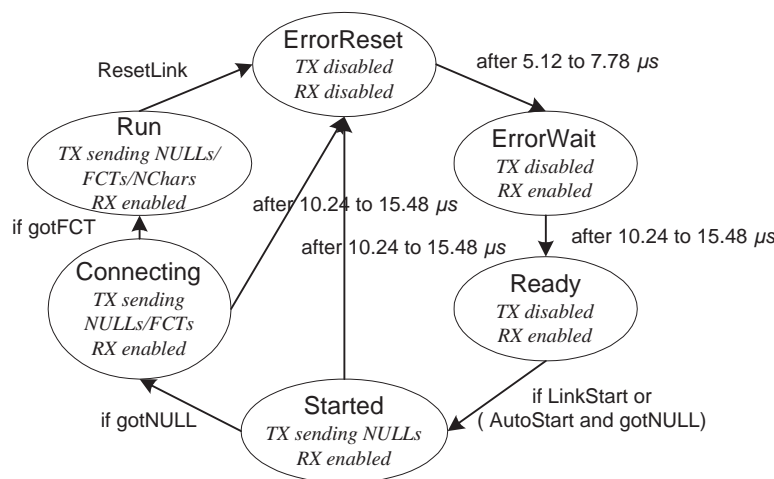 ErrorReset
TX disabled
RX disabled
ResetLink
after 5.12 to 7.78 µs
Run
TX sending NULLs/
FCTs/NChars
RX enabled
ErrorWait
TX disabled
RX enabled
after 10.24 to 15.48 µs
if gotFCT
after 10.24 to 15.48 µs
after 10.24 to 15.48 µs
Connecting
TX sending
NULLs/FCTs
RX enabled
Ready
TX disabled
RX enabled
if gotNULL
Started
TX sending NULLs
RX enabled
if LinkStart or
( AutoStart and gotNULL)